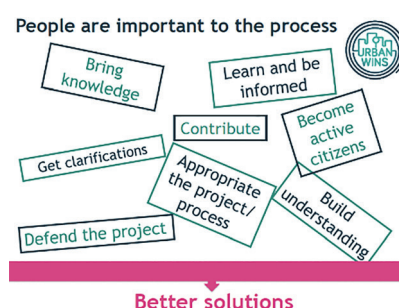 People are important to the process
URBAN
WINS
Bring
knowledge
Learn and be
informed
Contribute
Become
active
citizens
Get clarifications
Appropriate
the project/
process
Build
understanding
Defend the project
Better solutions